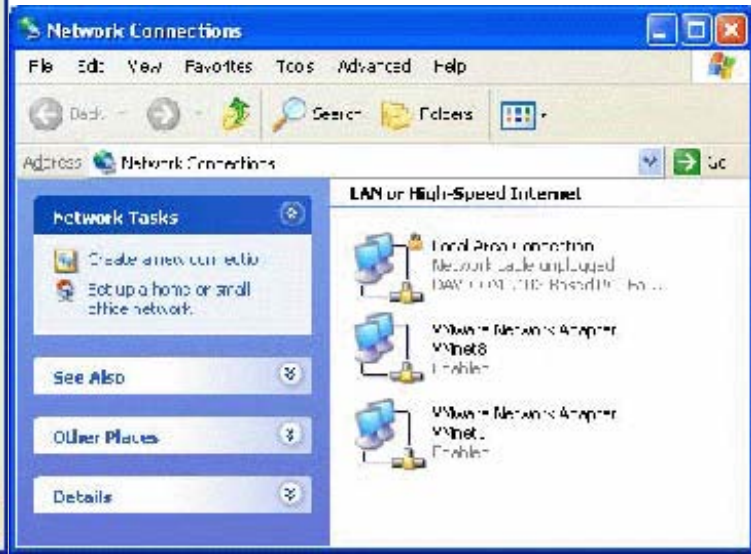 Network Connections
File Edit View Favorites Tools Advanced Help
Back Search Folders
Address Network Connections Go
Network Tasks
Create a new connection
Set up a home or small
office network
See Also
Other Places
Details
LAN or High-Speed Internet
Local Area Connection
Network cable unplugged
VMware Network Adapter
VMnet8
Enabled
VMware Network Adapter
VMnet1
Enabled